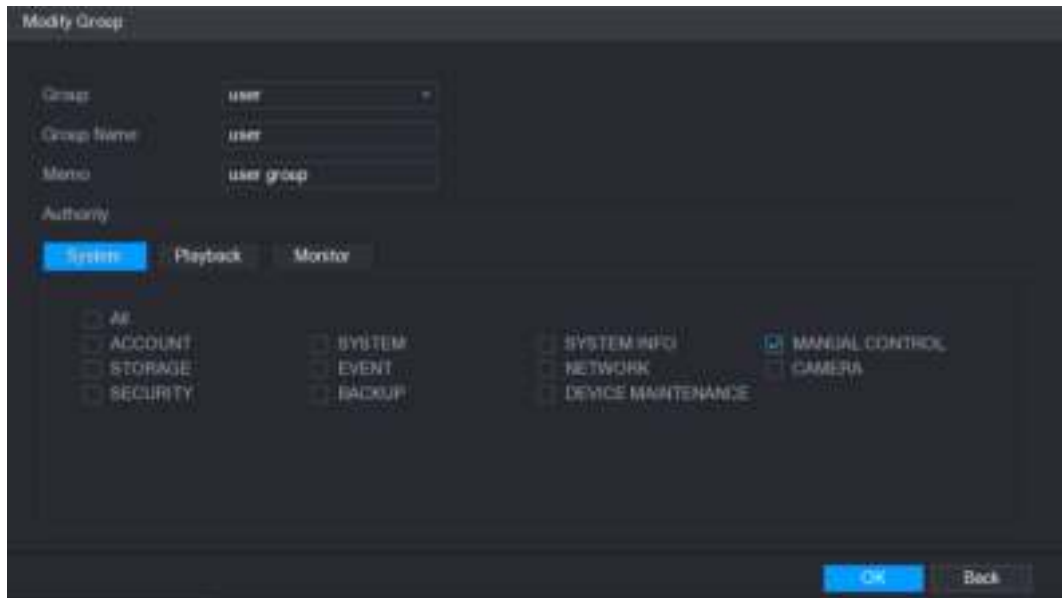 Modify Group
Group user
Group Name user
Memo user group
Authority
System Playback Monitor
All
ACCOUNT SYSTEM SYSTEM INFO MANUAL CONTROL
STORAGE EVENT NETWORK CAMERA
SECURITY BACKUP DEVICE MAINTENANCE
OK Back